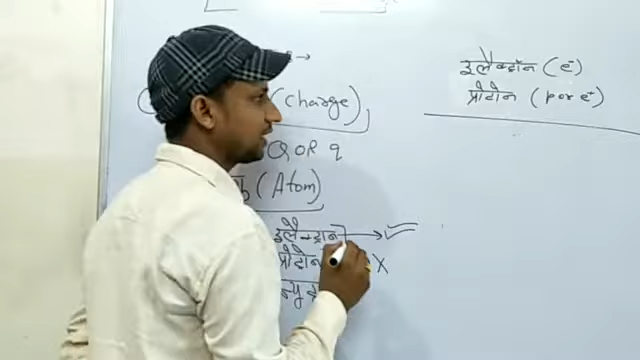 (charge)
Q OR q
(Atom)
इलैक्ट्रान
प्रोटोन
X
इलैक्ट्रॉन (e⁻)
प्रोटोन (p or e⁺)